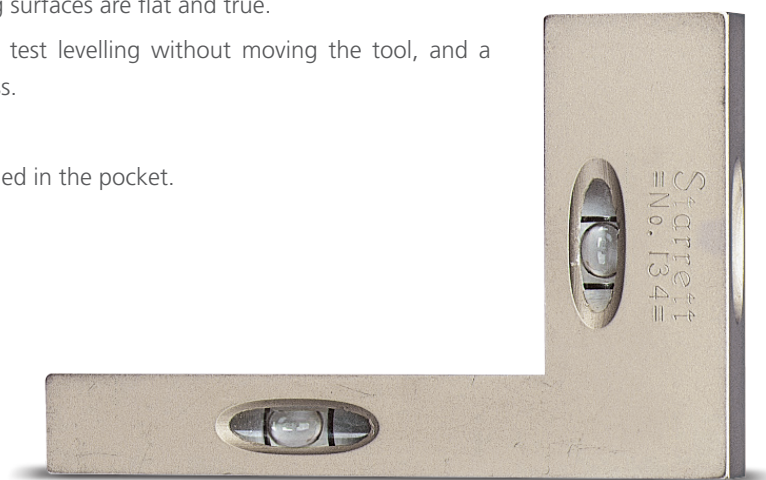 g surfaces are flat and true.
test levelling without moving the tool, and a
s.
ed in the pocket.
Starrett
=No. 134=